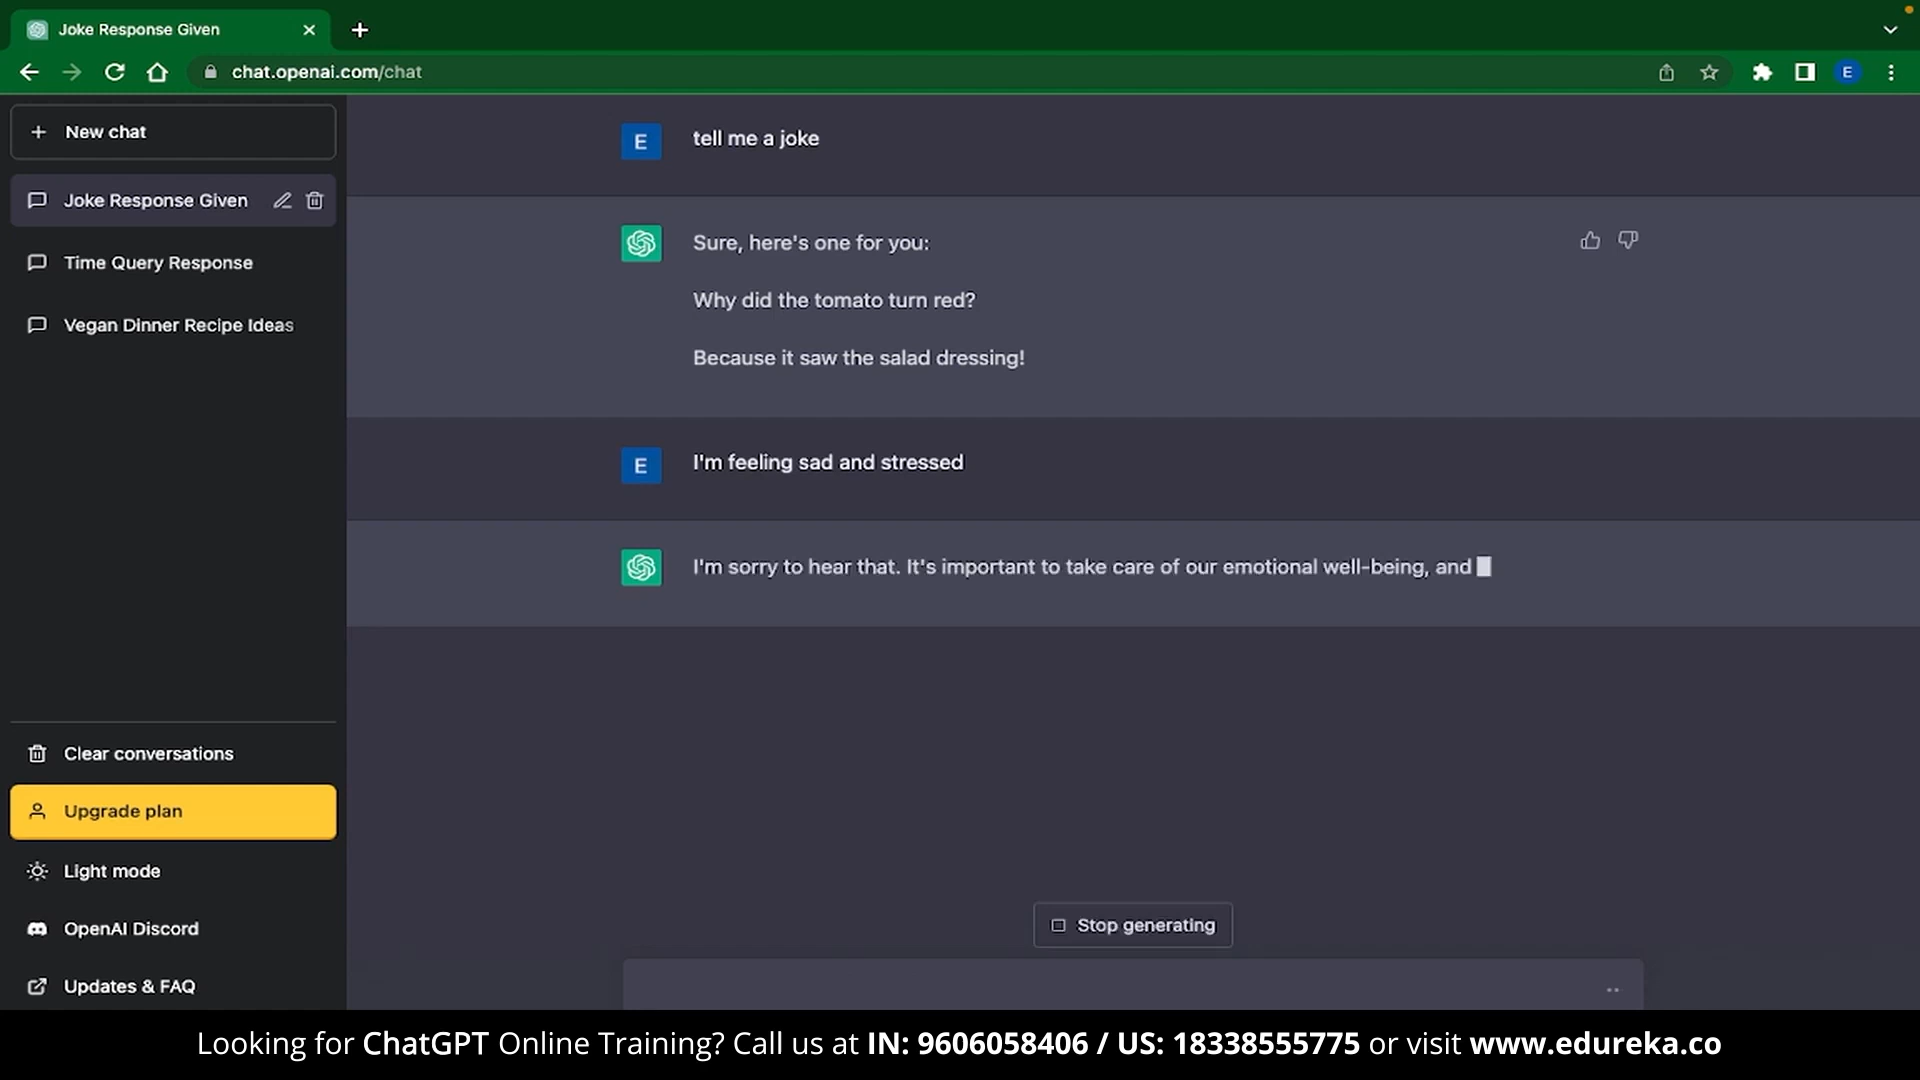 Joke Response Given
chat.openai.com/chat
E
New chat
Joke Response Given
Time Query Response
Vegan Dinner Recipe Ideas
Clear conversations
Upgrade plan
Light mode
OpenAI Discord
Updates & FAQ
E
tell me a joke
Sure, here's one for you:
Why did the tomato turn red?
Because it saw the salad dressing!
E
I'm feeling sad and stressed
I'm sorry to hear that. It's important to take care of our emotional well-being, and
Stop generating
Looking for ChatGPT Online Training? Call us at IN: 9606058406 / US: 18338555775 or visit www.edureka.co